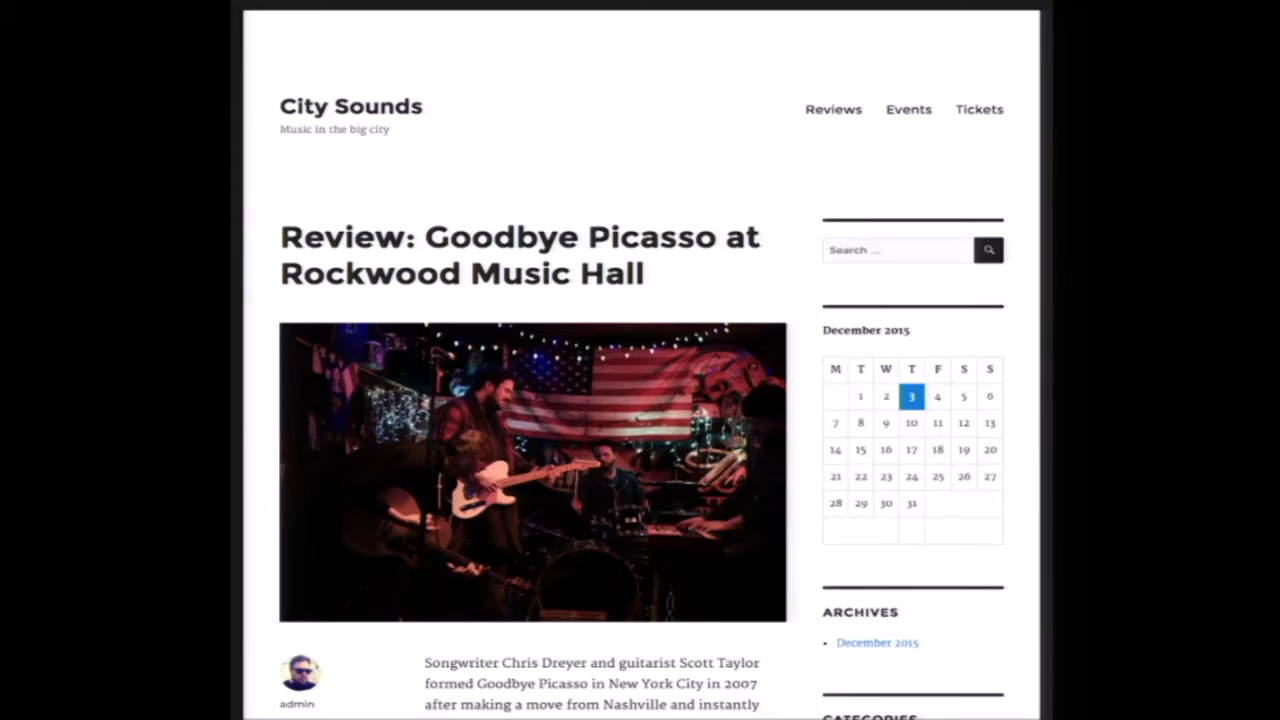 City Sounds
Music in the big city
Reviews Events Tickets
Review: Goodbye Picasso at
Rockwood Music Hall
Search ...
December 2015
M T W T F S S
1 2 3 4 5 6
7 8 9 10 11 12 13
14 15 16 17 18 19 20
21 22 23 24 25 26 27
28 29 30 31
ARCHIVES
December 2015
CATEGORIES
admin
Songwriter Chris Dreyer and guitarist Scott Taylor
formed Goodbye Picasso in New York City in 2007
after making a move from Nashville and instantly